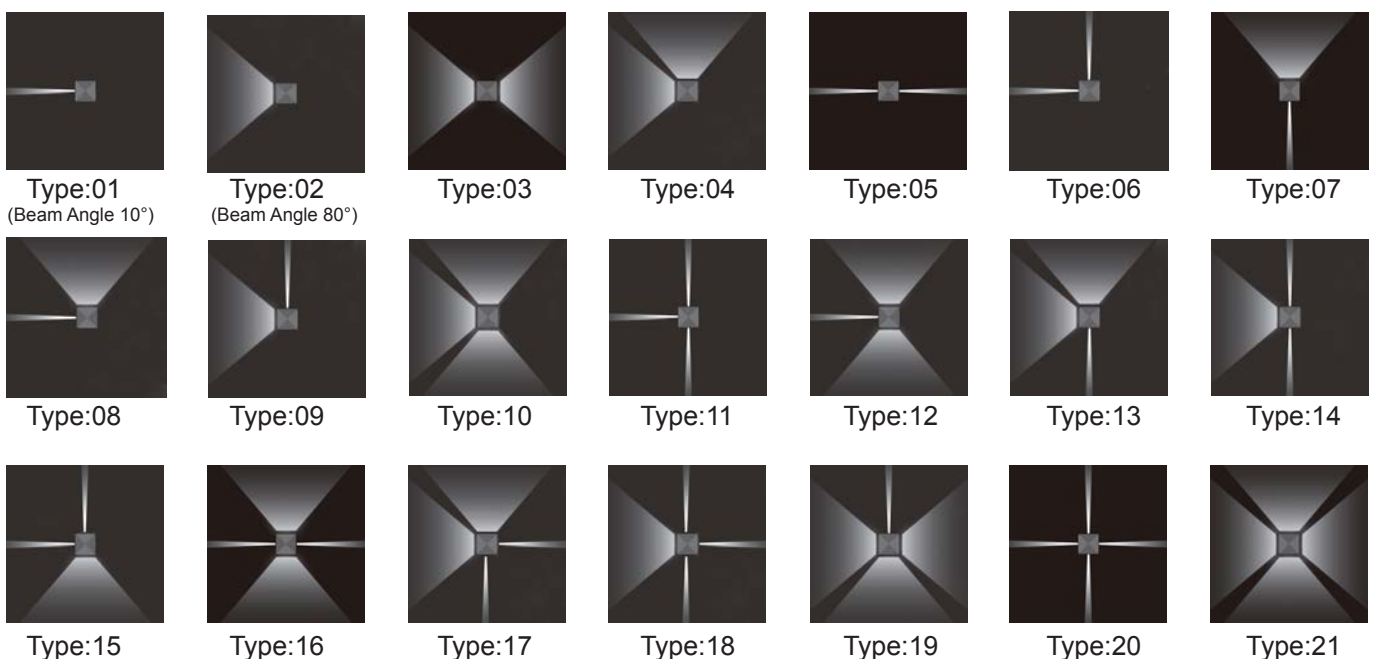 Type:01 Type:02 Type:03 Type:04 Type:05 Type:06 Type:07
(Beam Angle 10°) (Beam Angle 80°)
Type:08 Type:09 Type:10 Type:11 Type:12 Type:13 Type:14
Type:15 Type:16 Type:17 Type:18 Type:19 Type:20 Type:21